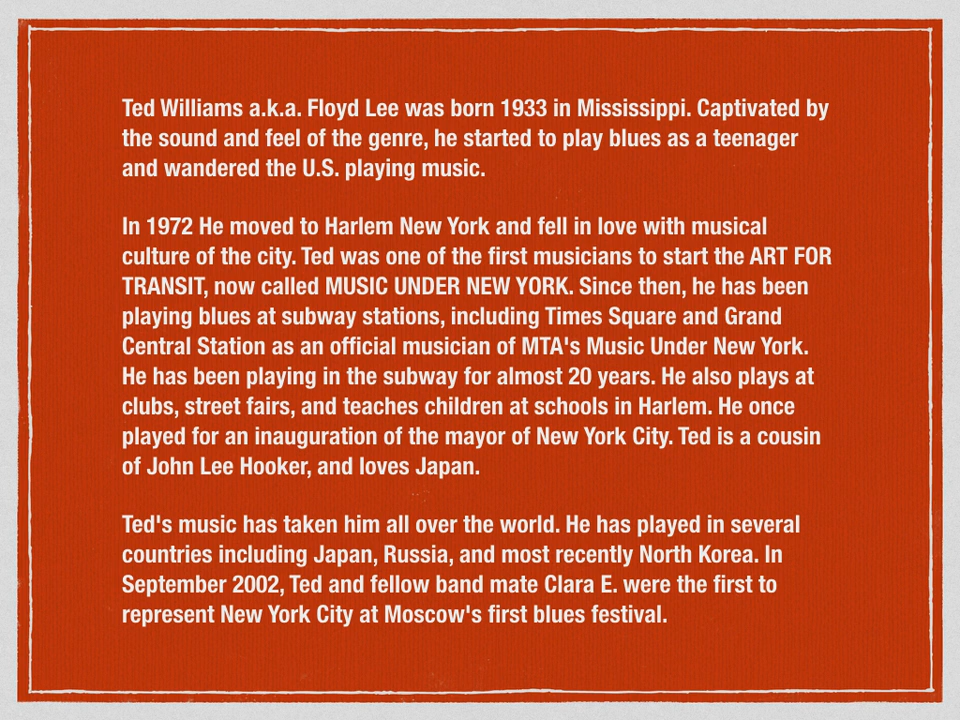 Ted Williams a.k.a. Floyd Lee was born 1933 in Mississippi. Captivated by
the sound and feel of the genre, he started to play blues as a teenager
and wandered the U.S. playing music.
In 1972 He moved to Harlem New York and fell in love with musical
culture of the city. Ted was one of the first musicians to start the ART FOR
TRANSIT, now called MUSIC UNDER NEW YORK. Since then, he has been
playing blues at subway stations, including Times Square and Grand
Central Station as an official musician of MTA's Music Under New York.
He has been playing in the subway for almost 20 years. He also plays at
clubs, street fairs, and teaches children at schools in Harlem. He once
played for an inauguration of the mayor of New York City. Ted is a cousin
of John Lee Hooker, and loves Japan.
Ted's music has taken him all over the world. He has played in several
countries including Japan, Russia, and most recently North Korea. In
September 2002, Ted and fellow band mate Clara E. were the first to
represent New York City at Moscow's first blues festival.